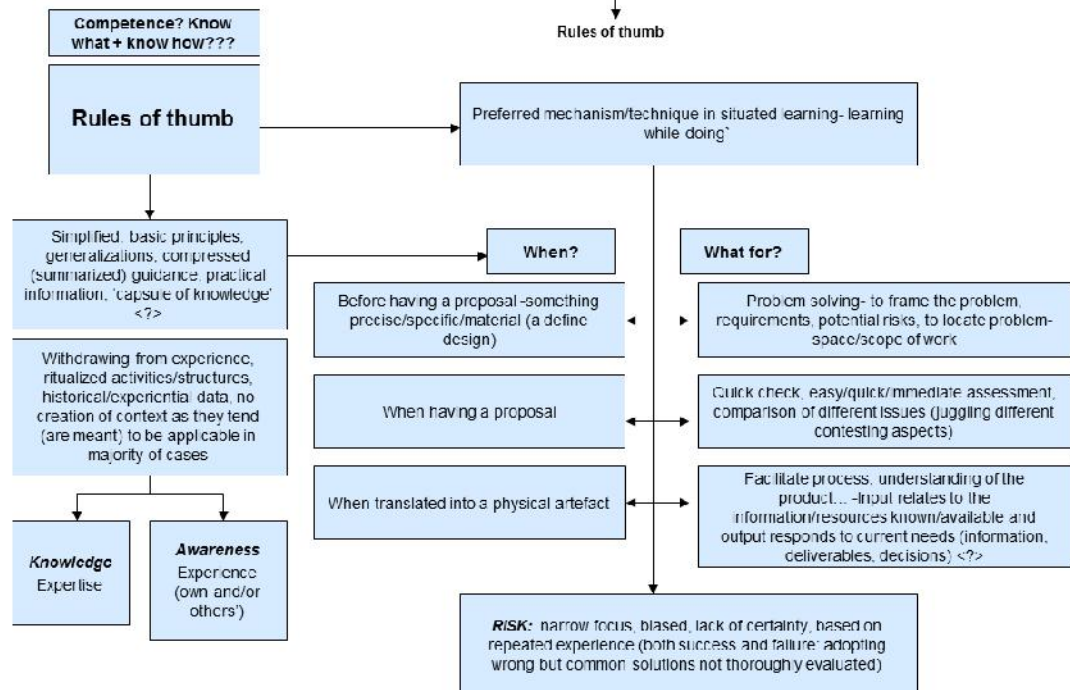 Rules of thumb
Competence? Know
what + know how???
Rules of thumb
Preferred mechanism/technique in situated learning- learning
while doing`
Simplified, basic principles,
generalizations, compressed
(summarized) guidance, practical
information, 'capsule of knowledge'
<?>
When?
What for?
Before having a proposal -something
precise/specific/material (a define
design)
Problem solving- to frame the problem,
requirements, potential risks, to locate problem-
space/scope of work
Withdrawing from experience,
ritualized activities/structures,
historical/experiential data, no
creation of context as they tend
(are meant) to be applicable in
majority of cases
When having a proposal
Quick check, easy/quick/immediate assessment,
comparison of different issues (juggling different
contesting aspects)
When translated into a physical artefact
Facilitate process, understanding of the
product... -Input relates to the
information/resources known/available and
output responds to current needs (information,
deliverables, decisions) <?>
Knowledge
Expertise
Awareness
Experience
(own and/or
others')
RISK: narrow focus, biased, lack of certainty, based on
repeated experience (both success and failure: adopting
wrong but common solutions not thoroughly evaluated)